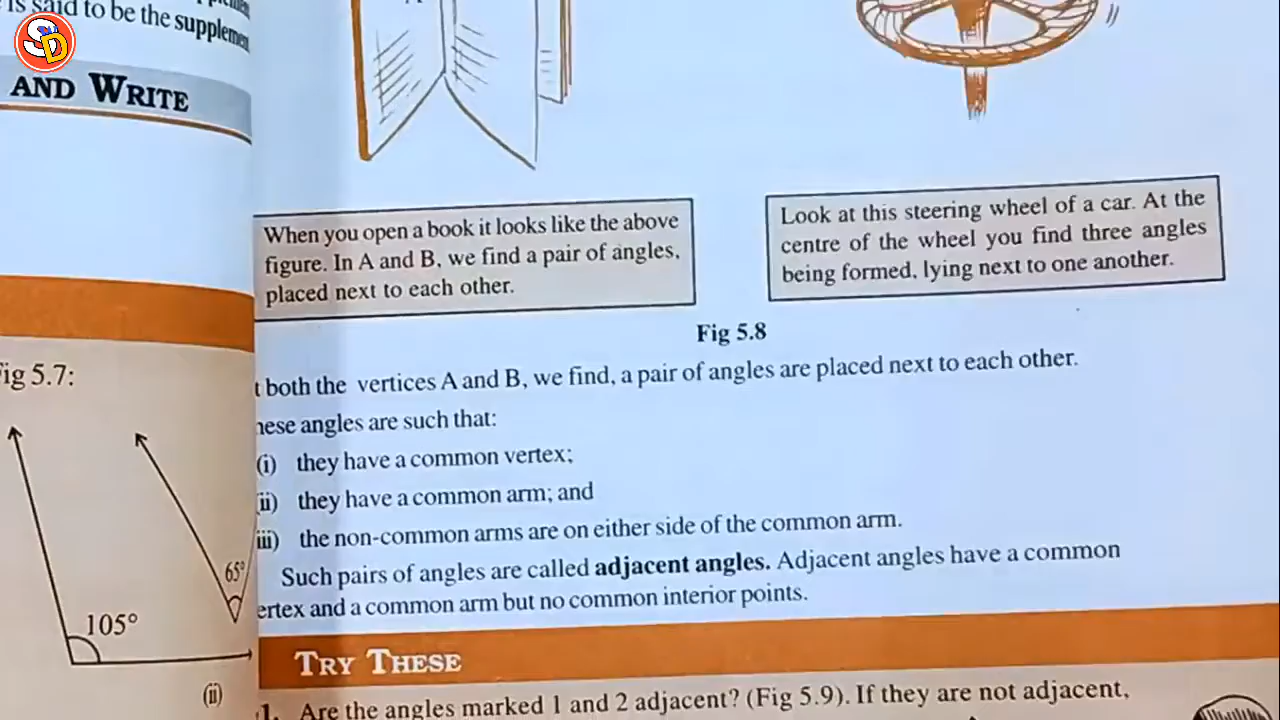 is said to be the supplement
SD
AND WRITE
ig 5.7:
65°
105°
(ii)
When you open a book it looks like the above
figure. In A and B, we find a pair of angles,
placed next to each other.
Look at this steering wheel of a car. At the
centre of the wheel you find three angles
being formed, lying next to one another.
Fig 5.8
t both the vertices A and B, we find, a pair of angles are placed next to each other.
hese angles are such that:
(i) they have a common vertex;
(ii) they have a common arm; and
iii) the non-common arms are on either side of the common arm.
Such pairs of angles are called adjacent angles. Adjacent angles have a common
ertex and a common arm but no common interior points.
TRY THESE
1. Are the angles marked 1 and 2 adjacent? (Fig 5.9). If they are not adjacent,